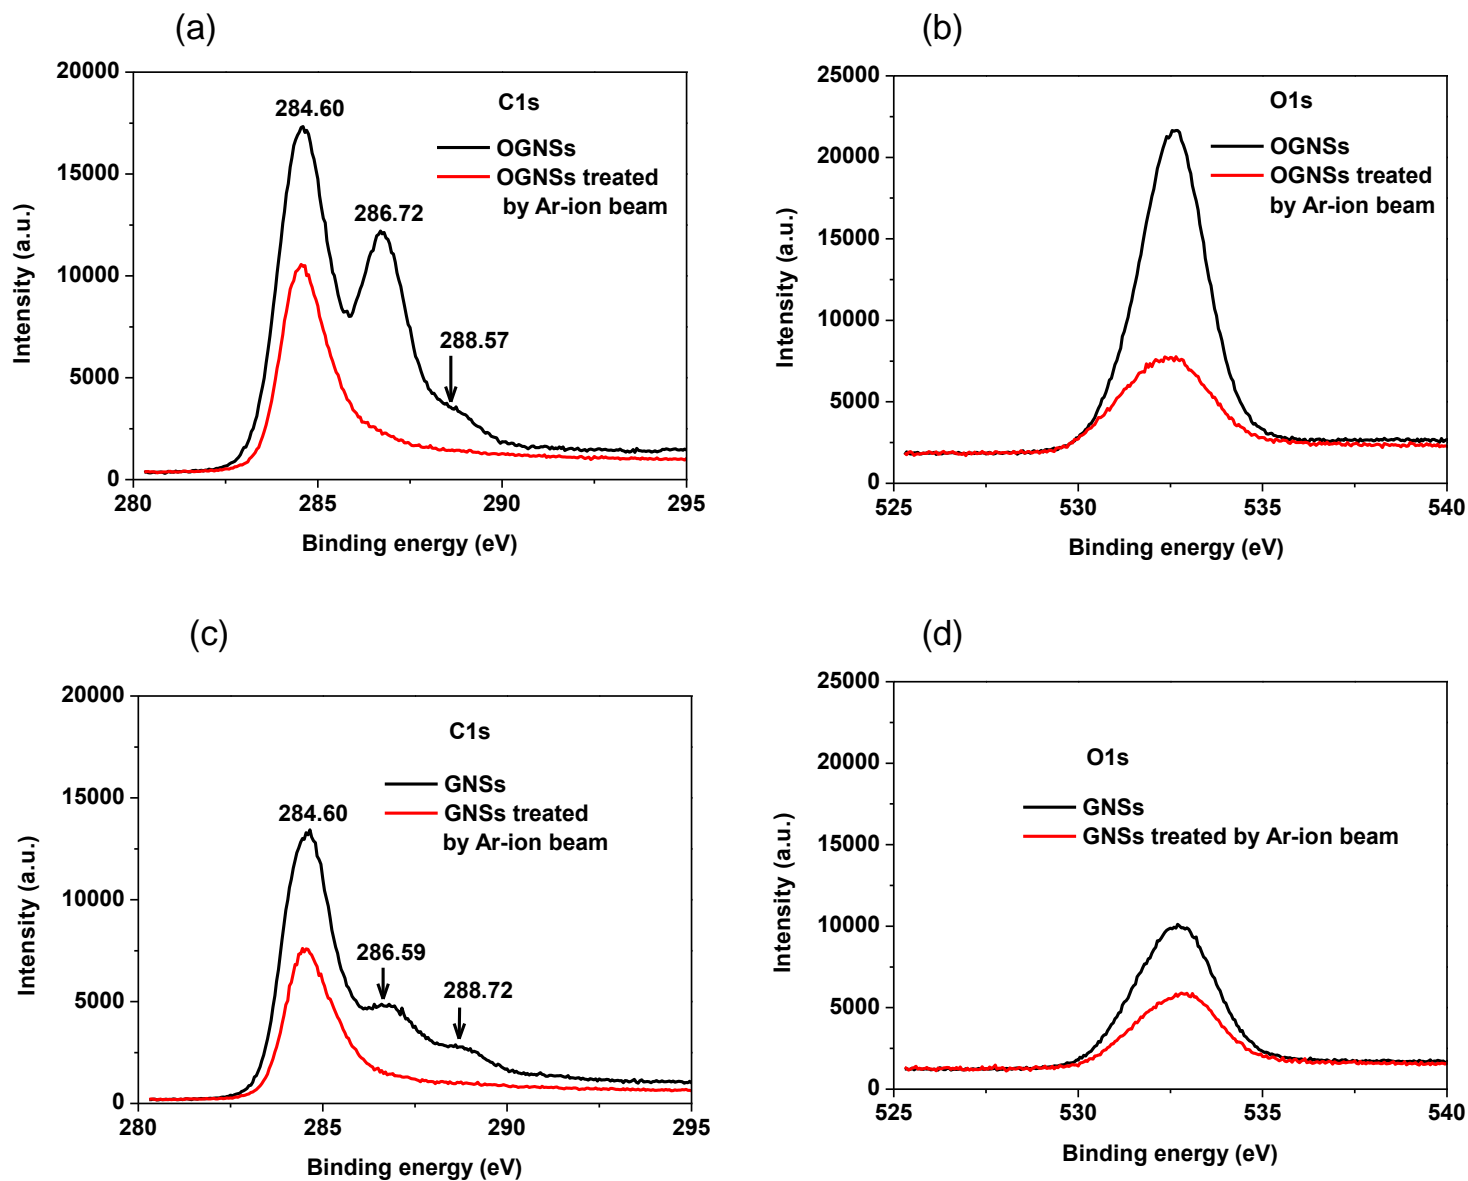 (a)
C1s
OGNSs
OGNSs treated
by Ar-ion beam
284.60
286.72
288.57
20000
15000
10000
5000
0
280
285
290
295
Intensity (a.u.)
Binding energy (eV)
(b)
O1s
OGNSs
OGNSs treated
by Ar-ion beam
25000
20000
15000
10000
5000
0
525
530
535
540
Intensity (a.u.)
Binding energy (eV)
(c)
C1s
GNSs
GNSs treated
by Ar-ion beam
284.60
286.59
288.72
20000
15000
10000
5000
0
280
285
290
295
Intensity (a.u.)
Binding energy (eV)
(d)
O1s
GNSs
GNSs treated by Ar-ion beam
25000
20000
15000
10000
5000
0
525
530
535
540
Intensity (a.u.)
Binding energy (eV)